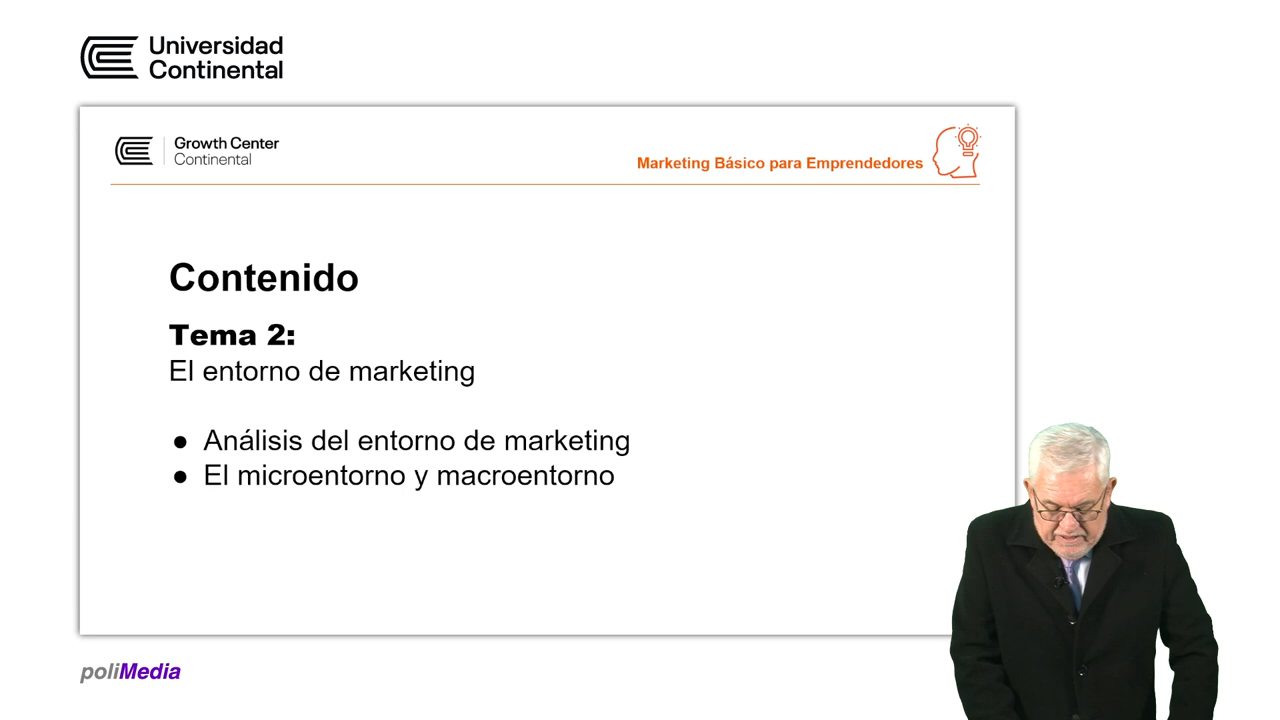 Universidad
Continental
Growth Center
Continental
Marketing Básico para Emprendedores
Contenido
Tema 2:
El entorno de marketing
● Análisis del entorno de marketing
● El microentorno y macroentorno
poliMedia